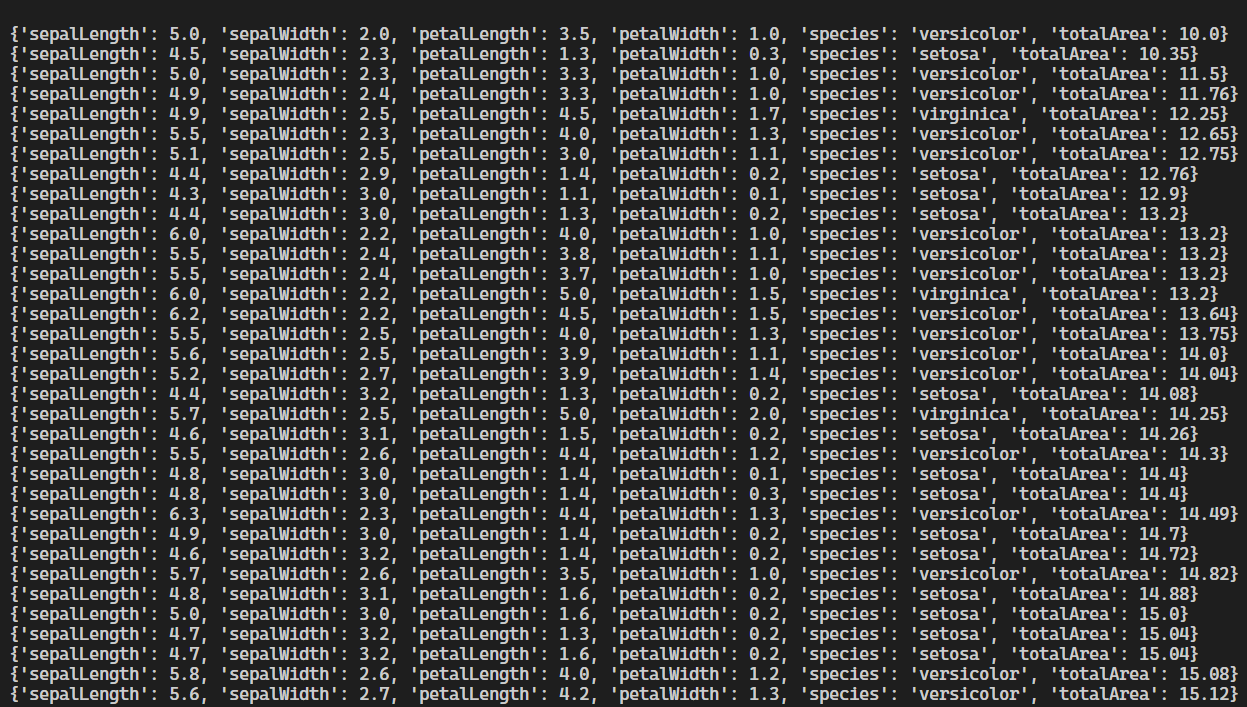 {'sepalLength': 5.0, 'sepalWidth': 2.0, 'petalLength': 3.5, 'petalWidth': 1.0, 'species': 'versicolor', 'totalArea': 10.0}
{'sepalLength': 4.5, 'sepalWidth': 2.3, 'petalLength': 1.3, 'petalWidth': 0.3, 'species': 'setosa', 'totalArea': 10.35}
{'sepalLength': 5.0, 'sepalWidth': 2.3, 'petalLength': 3.3, 'petalWidth': 1.0, 'species': 'versicolor', 'totalArea': 11.5}
{'sepalLength': 4.9, 'sepalWidth': 2.4, 'petalLength': 3.3, 'petalWidth': 1.0, 'species': 'versicolor', 'totalArea': 11.76}
{'sepalLength': 4.9, 'sepalWidth': 2.5, 'petalLength': 4.5, 'petalWidth': 1.7, 'species': 'virginica', 'totalArea': 12.25}
{'sepalLength': 5.5, 'sepalWidth': 2.3, 'petalLength': 4.0, 'petalWidth': 1.3, 'species': 'versicolor', 'totalArea': 12.65}
{'sepalLength': 5.1, 'sepalWidth': 2.5, 'petalLength': 3.0, 'petalWidth': 1.1, 'species': 'versicolor', 'totalArea': 12.75}
{'sepalLength': 4.4, 'sepalWidth': 2.9, 'petalLength': 1.4, 'petalWidth': 0.2, 'species': 'setosa', 'totalArea': 12.76}
{'sepalLength': 4.3, 'sepalWidth': 3.0, 'petalLength': 1.1, 'petalWidth': 0.1, 'species': 'setosa', 'totalArea': 12.9}
{'sepalLength': 4.4, 'sepalWidth': 3.0, 'petalLength': 1.3, 'petalWidth': 0.2, 'species': 'setosa', 'totalArea': 13.2}
{'sepalLength': 6.0, 'sepalWidth': 2.2, 'petalLength': 4.0, 'petalWidth': 1.0, 'species': 'versicolor', 'totalArea': 13.2}
{'sepalLength': 5.5, 'sepalWidth': 2.4, 'petalLength': 3.8, 'petalWidth': 1.1, 'species': 'versicolor', 'totalArea': 13.2}
{'sepalLength': 5.5, 'sepalWidth': 2.4, 'petalLength': 3.7, 'petalWidth': 1.0, 'species': 'versicolor', 'totalArea': 13.2}
{'sepalLength': 6.0, 'sepalWidth': 2.2, 'petalLength': 5.0, 'petalWidth': 1.5, 'species': 'virginica', 'totalArea': 13.2}
{'sepalLength': 6.2, 'sepalWidth': 2.2, 'petalLength': 4.5, 'petalWidth': 1.5, 'species': 'versicolor', 'totalArea': 13.64}
{'sepalLength': 5.5, 'sepalWidth': 2.5, 'petalLength': 4.0, 'petalWidth': 1.3, 'species': 'versicolor', 'totalArea': 13.75}
{'sepalLength': 5.6, 'sepalWidth': 2.5, 'petalLength': 3.9, 'petalWidth': 1.1, 'species': 'versicolor', 'totalArea': 14.0}
{'sepalLength': 5.2, 'sepalWidth': 2.7, 'petalLength': 3.9, 'petalWidth': 1.4, 'species': 'versicolor', 'totalArea': 14.04}
{'sepalLength': 4.4, 'sepalWidth': 3.2, 'petalLength': 1.3, 'petalWidth': 0.2, 'species': 'setosa', 'totalArea': 14.08}
{'sepalLength': 5.7, 'sepalWidth': 2.5, 'petalLength': 5.0, 'petalWidth': 2.0, 'species': 'virginica', 'totalArea': 14.25}
{'sepalLength': 4.6, 'sepalWidth': 3.1, 'petalLength': 1.5, 'petalWidth': 0.2, 'species': 'setosa', 'totalArea': 14.26}
{'sepalLength': 5.5, 'sepalWidth': 2.6, 'petalLength': 4.4, 'petalWidth': 1.2, 'species': 'versicolor', 'totalArea': 14.3}
{'sepalLength': 4.8, 'sepalWidth': 3.0, 'petalLength': 1.4, 'petalWidth': 0.1, 'species': 'setosa', 'totalArea': 14.4}
{'sepalLength': 4.8, 'sepalWidth': 3.0, 'petalLength': 1.4, 'petalWidth': 0.3, 'species': 'setosa', 'totalArea': 14.4}
{'sepalLength': 6.3, 'sepalWidth': 2.3, 'petalLength': 4.4, 'petalWidth': 1.3, 'species': 'versicolor', 'totalArea': 14.49}
{'sepalLength': 4.9, 'sepalWidth': 3.0, 'petalLength': 1.4, 'petalWidth': 0.2, 'species': 'setosa', 'totalArea': 14.7}
{'sepalLength': 4.6, 'sepalWidth': 3.2, 'petalLength': 1.4, 'petalWidth': 0.2, 'species': 'setosa', 'totalArea': 14.72}
{'sepalLength': 5.7, 'sepalWidth': 2.6, 'petalLength': 3.5, 'petalWidth': 1.0, 'species': 'versicolor', 'totalArea': 14.82}
{'sepalLength': 4.8, 'sepalWidth': 3.1, 'petalLength': 1.6, 'petalWidth': 0.2, 'species': 'setosa', 'totalArea': 14.88}
{'sepalLength': 5.0, 'sepalWidth': 3.0, 'petalLength': 1.6, 'petalWidth': 0.2, 'species': 'setosa', 'totalArea': 15.0}
{'sepalLength': 4.7, 'sepalWidth': 3.2, 'petalLength': 1.3, 'petalWidth': 0.2, 'species': 'setosa', 'totalArea': 15.04}
{'sepalLength': 4.7, 'sepalWidth': 3.2, 'petalLength': 1.6, 'petalWidth': 0.2, 'species': 'setosa', 'totalArea': 15.04}
{'sepalLength': 5.8, 'sepalWidth': 2.6, 'petalLength': 4.0, 'petalWidth': 1.2, 'species': 'versicolor', 'totalArea': 15.08}
{'sepalLength': 5.6, 'sepalWidth': 2.7, 'petalLength': 4.2, 'petalWidth': 1.3, 'species': 'versicolor', 'totalArea': 15.12}